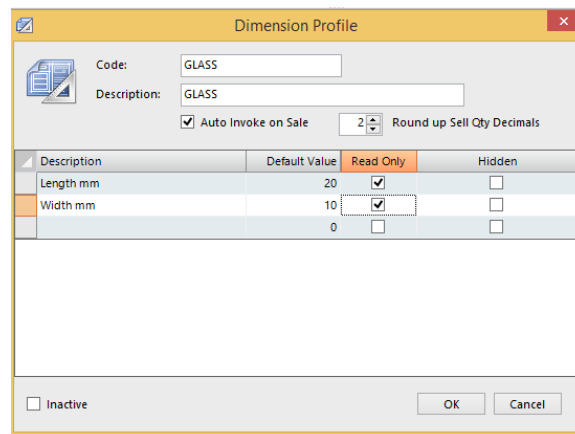 Dimension Profile
Code: GLASS
Description: GLASS
Auto Invoke on Sale 2 Round up Sell Qty Decimals
Description Default Value Read Only Hidden
Length mm 20
Width mm 10
0
Inactive OK Cancel